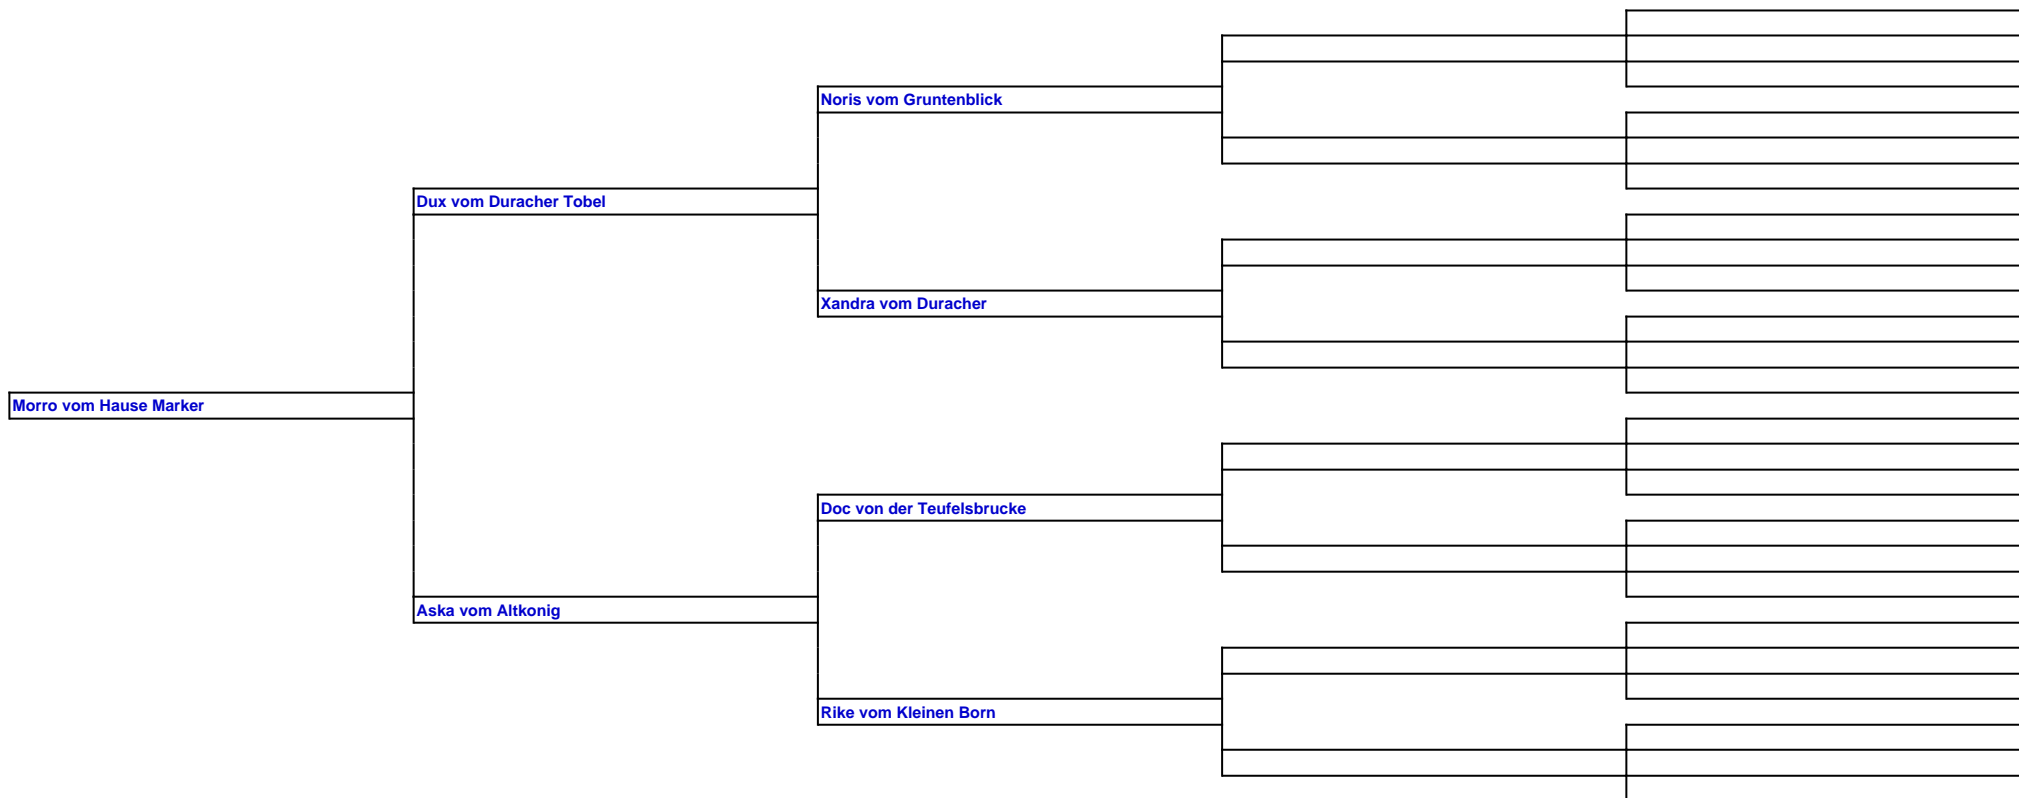 Noris vom Gruntenblick
Dux vom Duracher Tobel
Xandra vom Duracher
Morro vom Hause Marker
Doc von der Teufelsbrucke
Aska vom Altkonig
Rike vom Kleinen Born